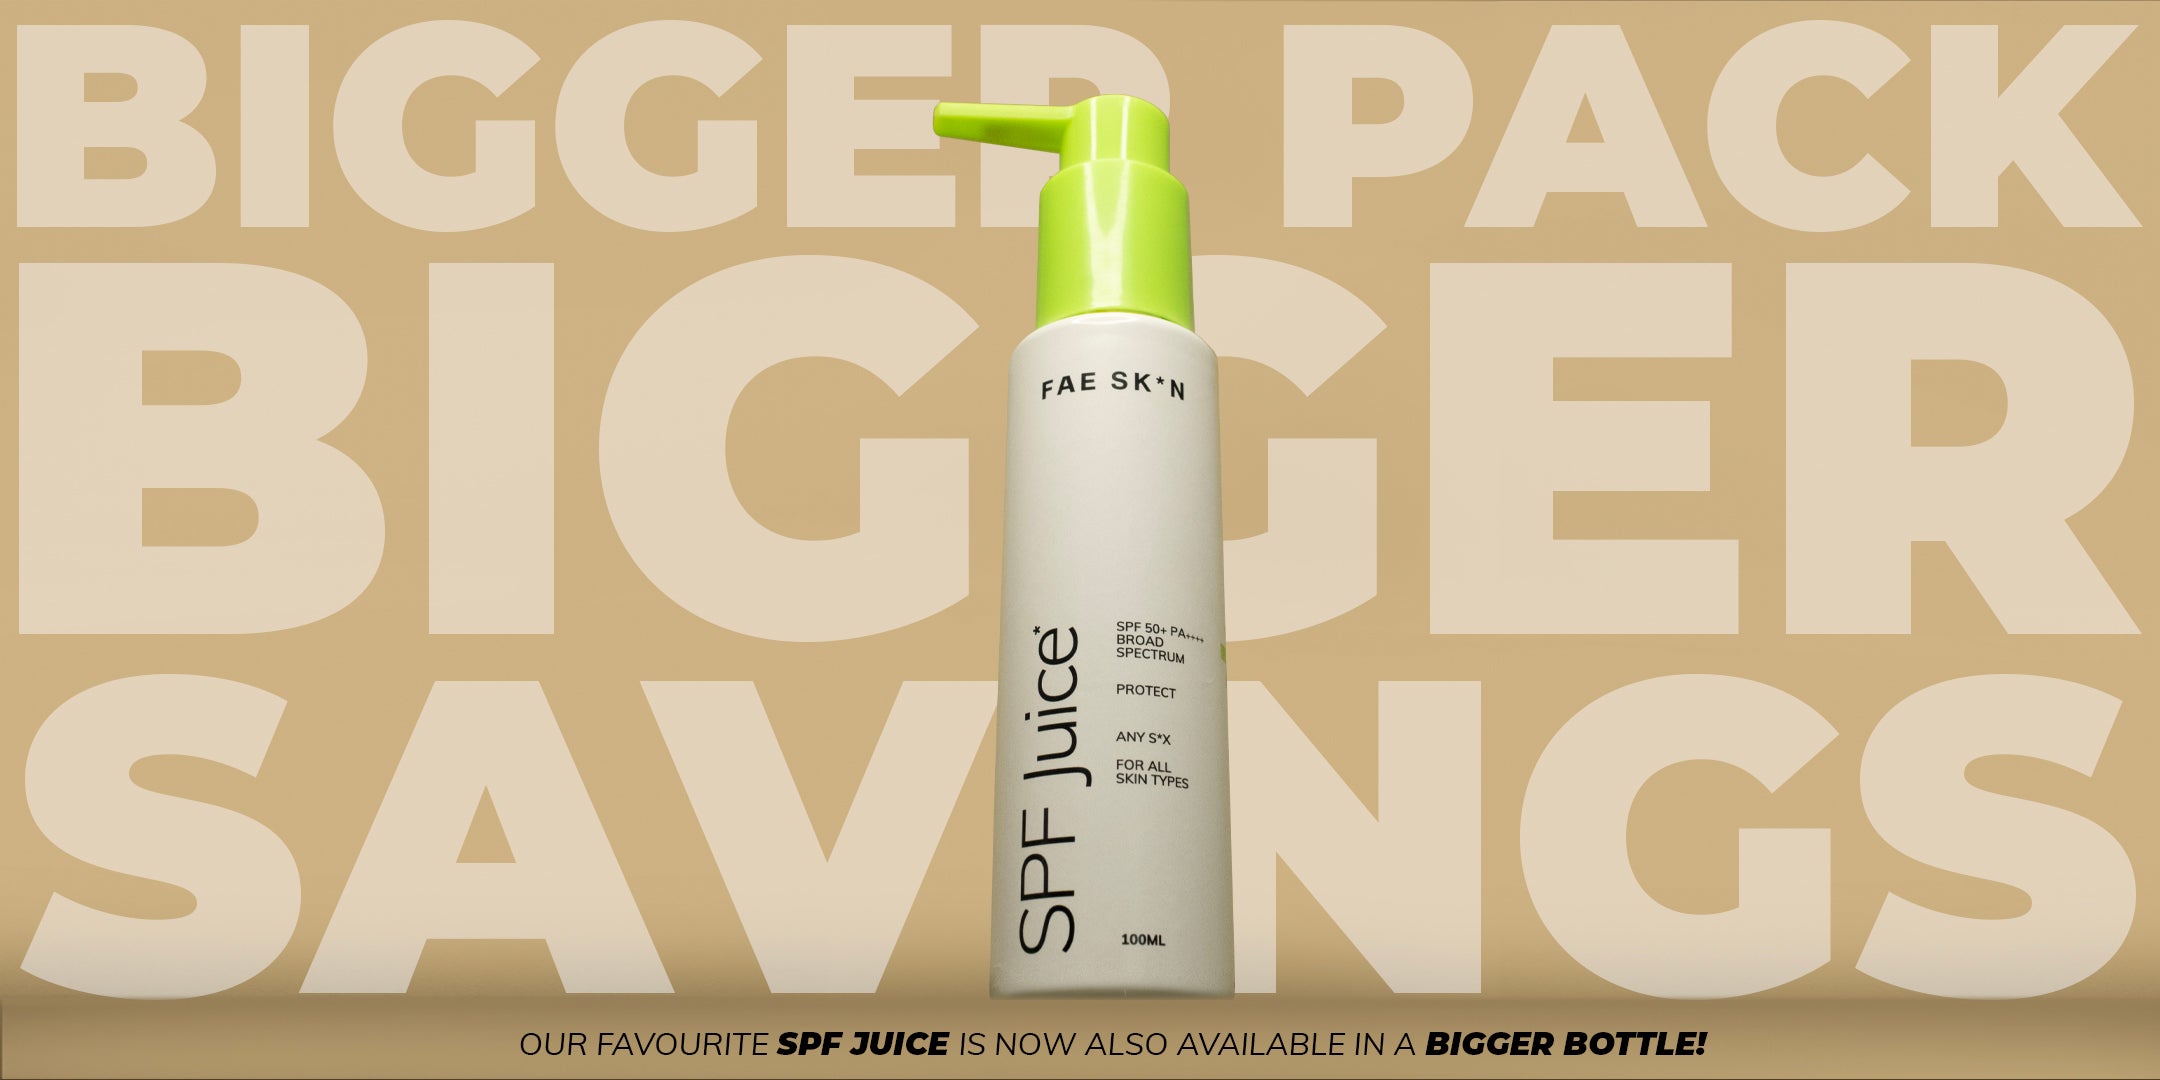 BIGGER PACK
BIGGER
SAVINGS
FAE SK*N
SPF Juice*
SPF 50+ PA++++
BROAD
SPECTRUM
PROTECT
ANY S*X
FOR ALL
SKIN TYPES
100ML
OUR FAVOURITE SPF JUICE IS NOW ALSO AVAILABLE IN A BIGGER BOTTLE!